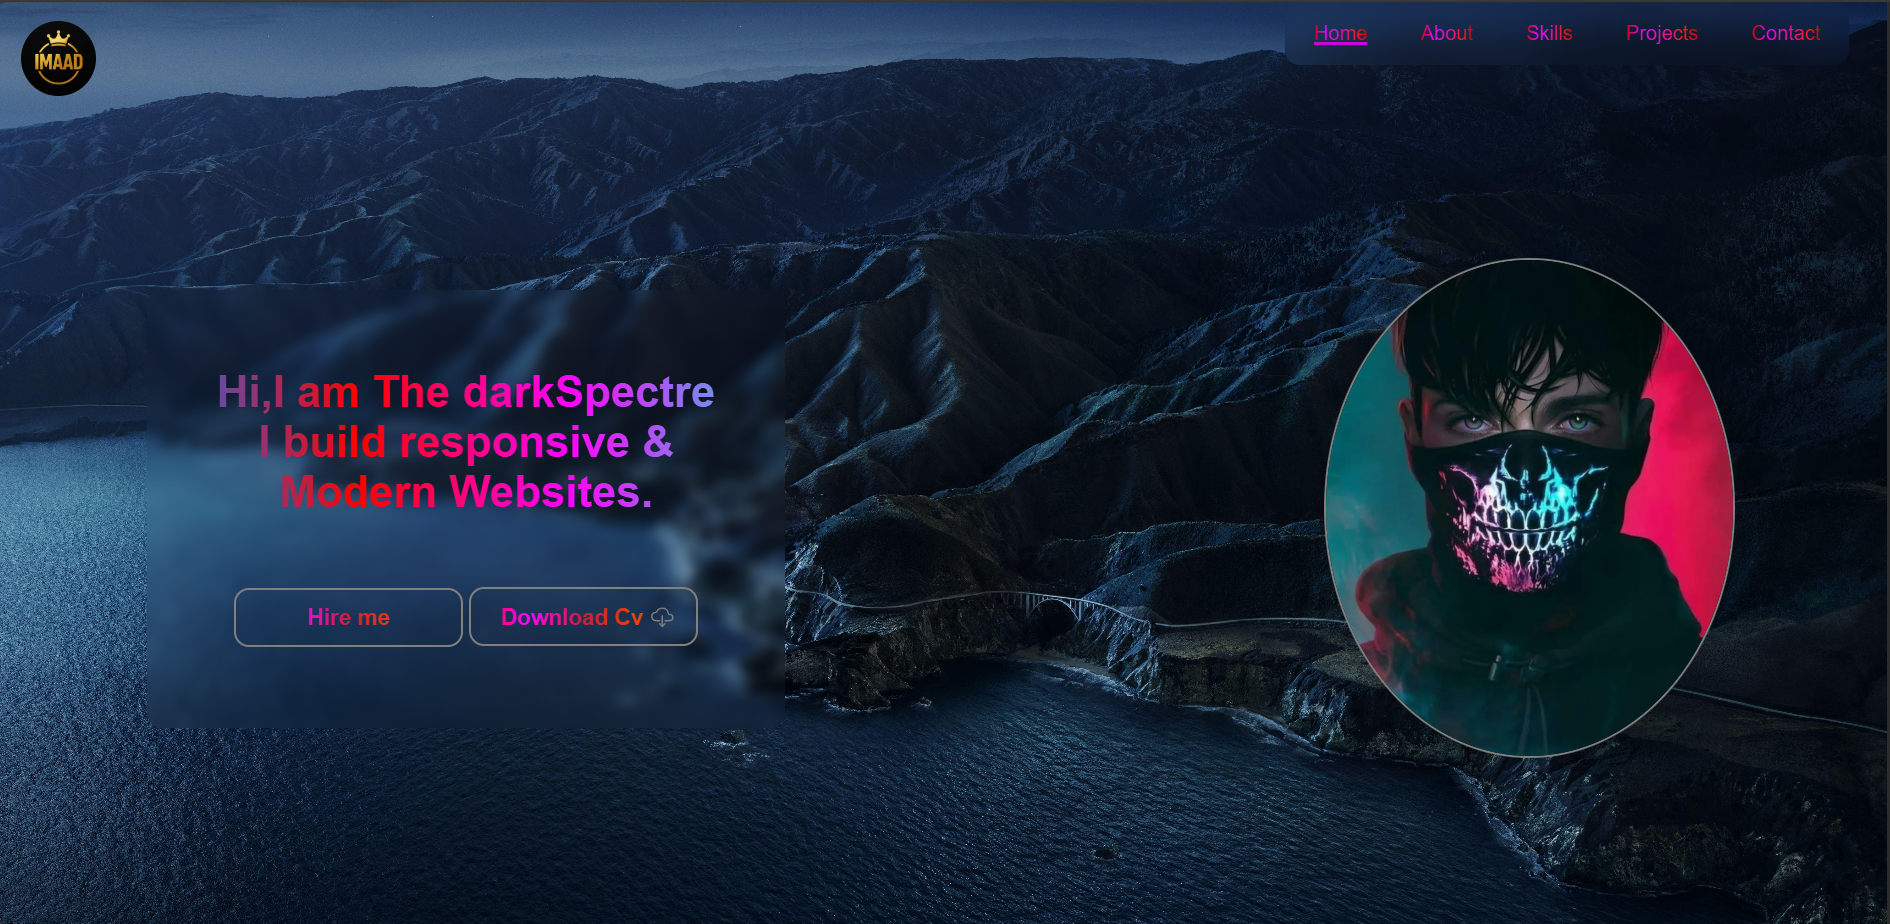 IMAAD
Home About Skills Projects Contact
Hi,I am The darkSpectre
I build responsive &
Modern Websites.
Hire me
Download Cv